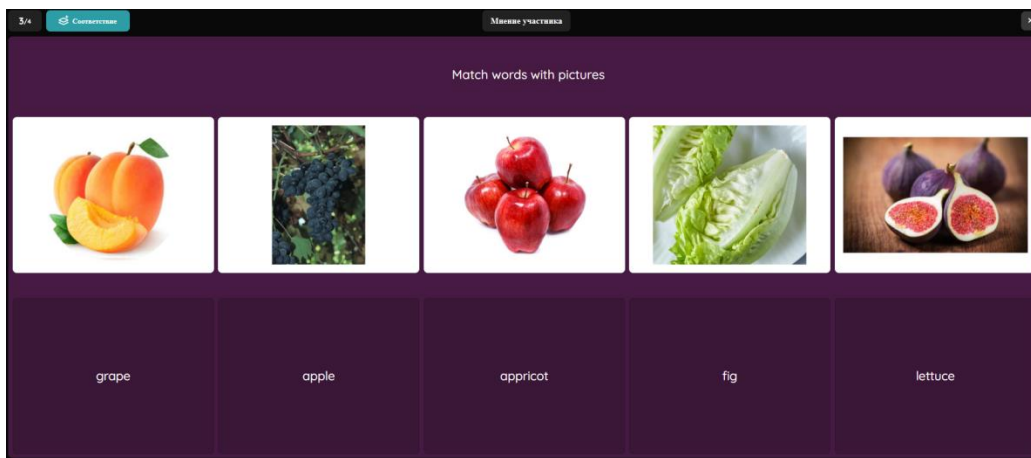 3/4 Соответствие Мнение участника
Match words with pictures
grape apple appricot fig lettuce